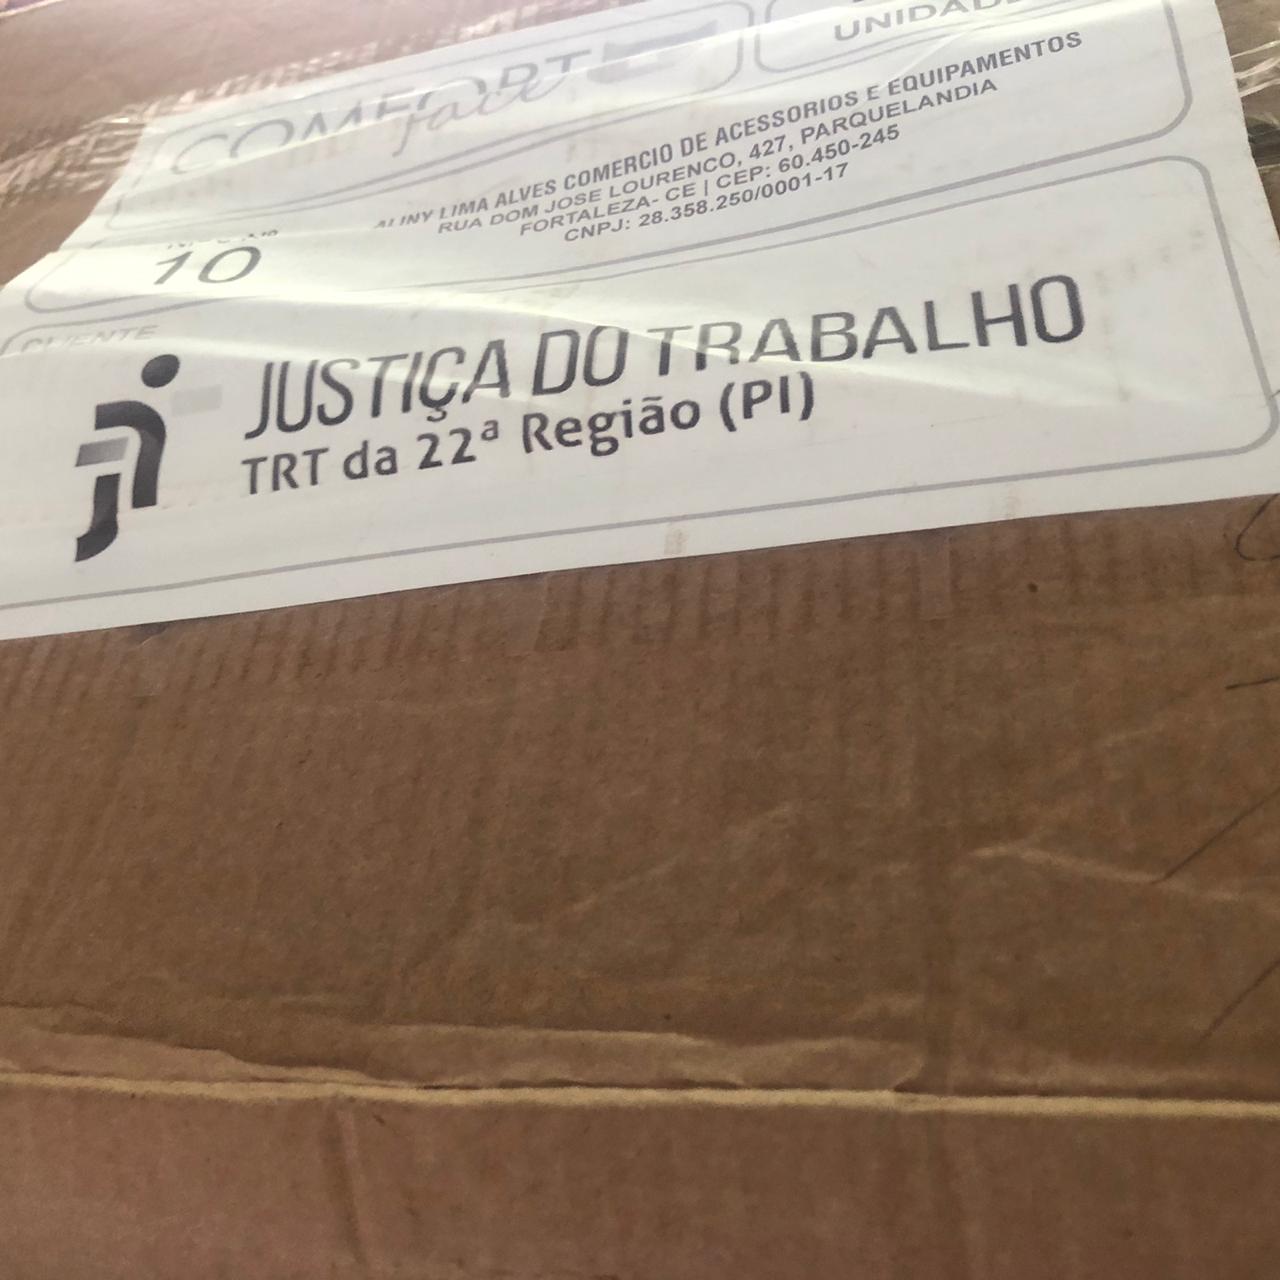 COMFORT
face
UNIDADE
ALINY LIMA ALVES COMERCIO DE ACESSORIOS E EQUIPAMENTOS
RUA DOM JOSE LOURENCO, 427, PARQUELANDIA
FORTALEZA- CE | CEP: 60.450-245
CNPJ: 28.358.250/0001-17
10
CLIENTE
JUSTIÇA DO TRABALHO
TRT da 22ª Região (PI)